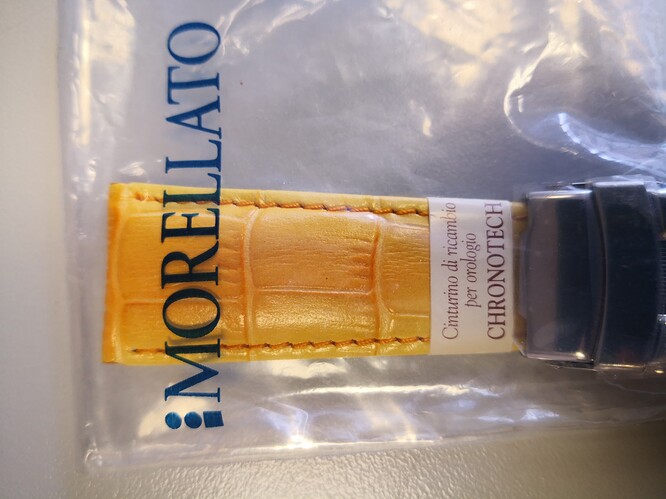 MORELLATO
Cinturino di ricambio
per orologio
CHRONOTECH